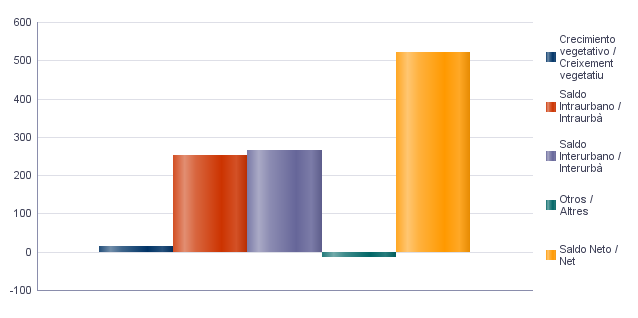 600
500
400
300
200
100
0
-100
Crecimiento
vegetativo /
Creixement
vegetatiu
Saldo
Intraurbano /
Intraurbà
Saldo
Interurbano /
Interurbà
Otros /
Altres
Saldo Neto /
Net